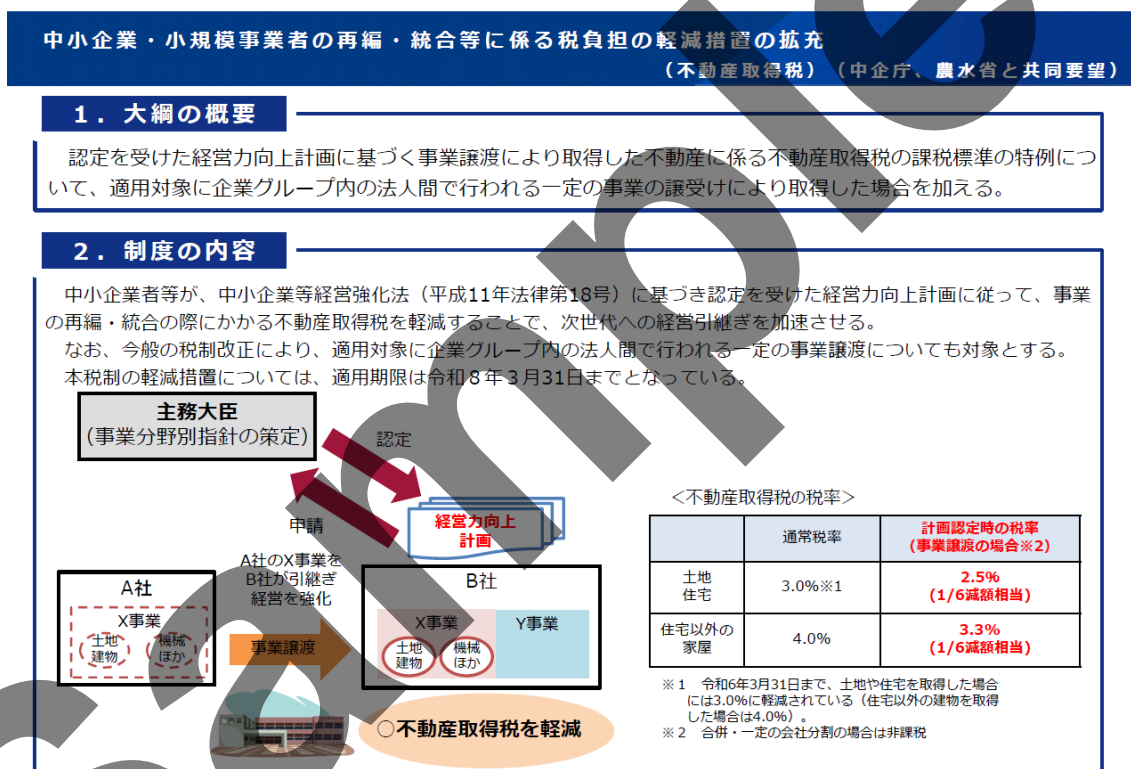 中小企業・小規模事業者の再編・統合等に係る税負担の軽減措置の拡充
（不動産取得税）（中企庁、農水省と共同要望）
１．大綱の概要
認定を受けた経営力向上計画に基づく事業譲渡により取得した不動産に係る不動産取得税の課税標準の特例につ
いて、適用対象に企業グループ内の法人間で行われる一定の事業の譲受けにより取得した場合を加える。
２．制度の内容
中小企業者等が、中小企業等経営強化法（平成11年法律第18号）に基づき認定を受けた経営力向上計画に従って、事業
の再編・統合の際にかかる不動産取得税を軽減することで、次世代への経営引継ぎを加速させる。
なお、今般の税制改正により、適用対象に企業グループ内の法人間で行われる一定の事業譲渡についても対象とする。
本税制の軽減措置については、適用期限は令和８年３月31日までとなっている。
主務大臣
（事業分野別指針の策定）
認定
申請
経営力向上
計画
A社のX事業を
B社が引継ぎ
経営を強化
A社
X事業
土地
建物
機械
ほか
事業譲渡
B社
X事業
Y事業
土地
建物
機械
ほか
○不動産取得税を軽減
＜不動産取得税の税率＞
通常税率
計画認定時の税率
（事業譲渡の場合※2）
土地
住宅
3.0%※1
2.5%
（1/6減額相当）
住宅以外の
家屋
4.0%
3.3%
（1/6減額相当）
※１　令和6年3月31日まで、土地や住宅を取得した場合
には3.0%に軽減されている（住宅以外の建物を取得
した場合は4.0%）。
※２　合併・一定の会社分割の場合は非課税
Sample